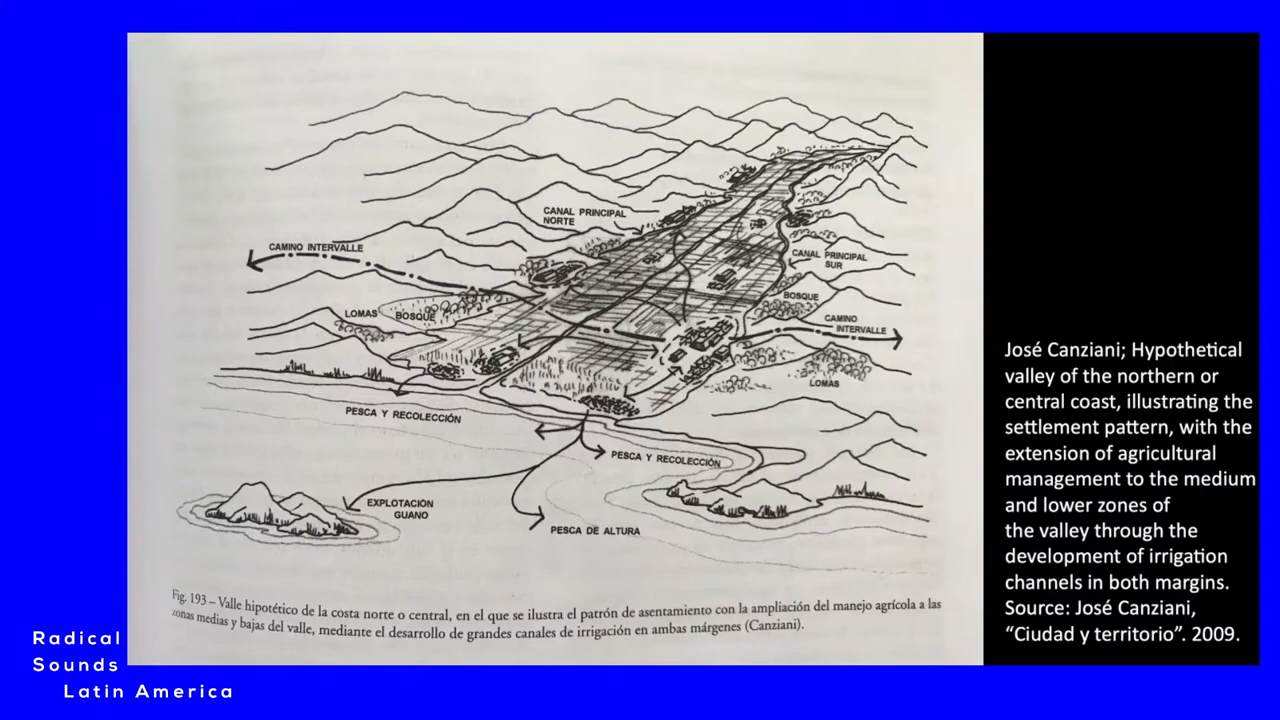 CANAL PRINCIPAL
NORTE
CAMINO INTERVALLE
CANAL PRINCIPAL
SUR
LOMAS
BOSQUE
BOSQUE
CAMINO
INTERVALLE
LOMAS
PESCA Y RECOLECCIÓN
PESCA Y RECOLECCIÓN
EXPLOTACIÓN
GUANO
PESCA DE ALTURA
Fig. 193 – Valle hipotético de la costa norte o central, en el que se ilustra el patrón de asentamiento con la ampliación del manejo agrícola a las
zonas medias y bajas del valle, mediante el desarrollo de grandes canales de irrigación en ambas márgenes (Canziani).
José Canziani; Hypothetical
valley of the northern or
central coast, illustrating the
settlement pattern, with the
extension of agricultural
management to the medium
and lower zones of
the valley through the
development of irrigation
channels in both margins.
Source: José Canziani,
“Ciudad y territorio”. 2009.
Radical
Sounds
Latin America